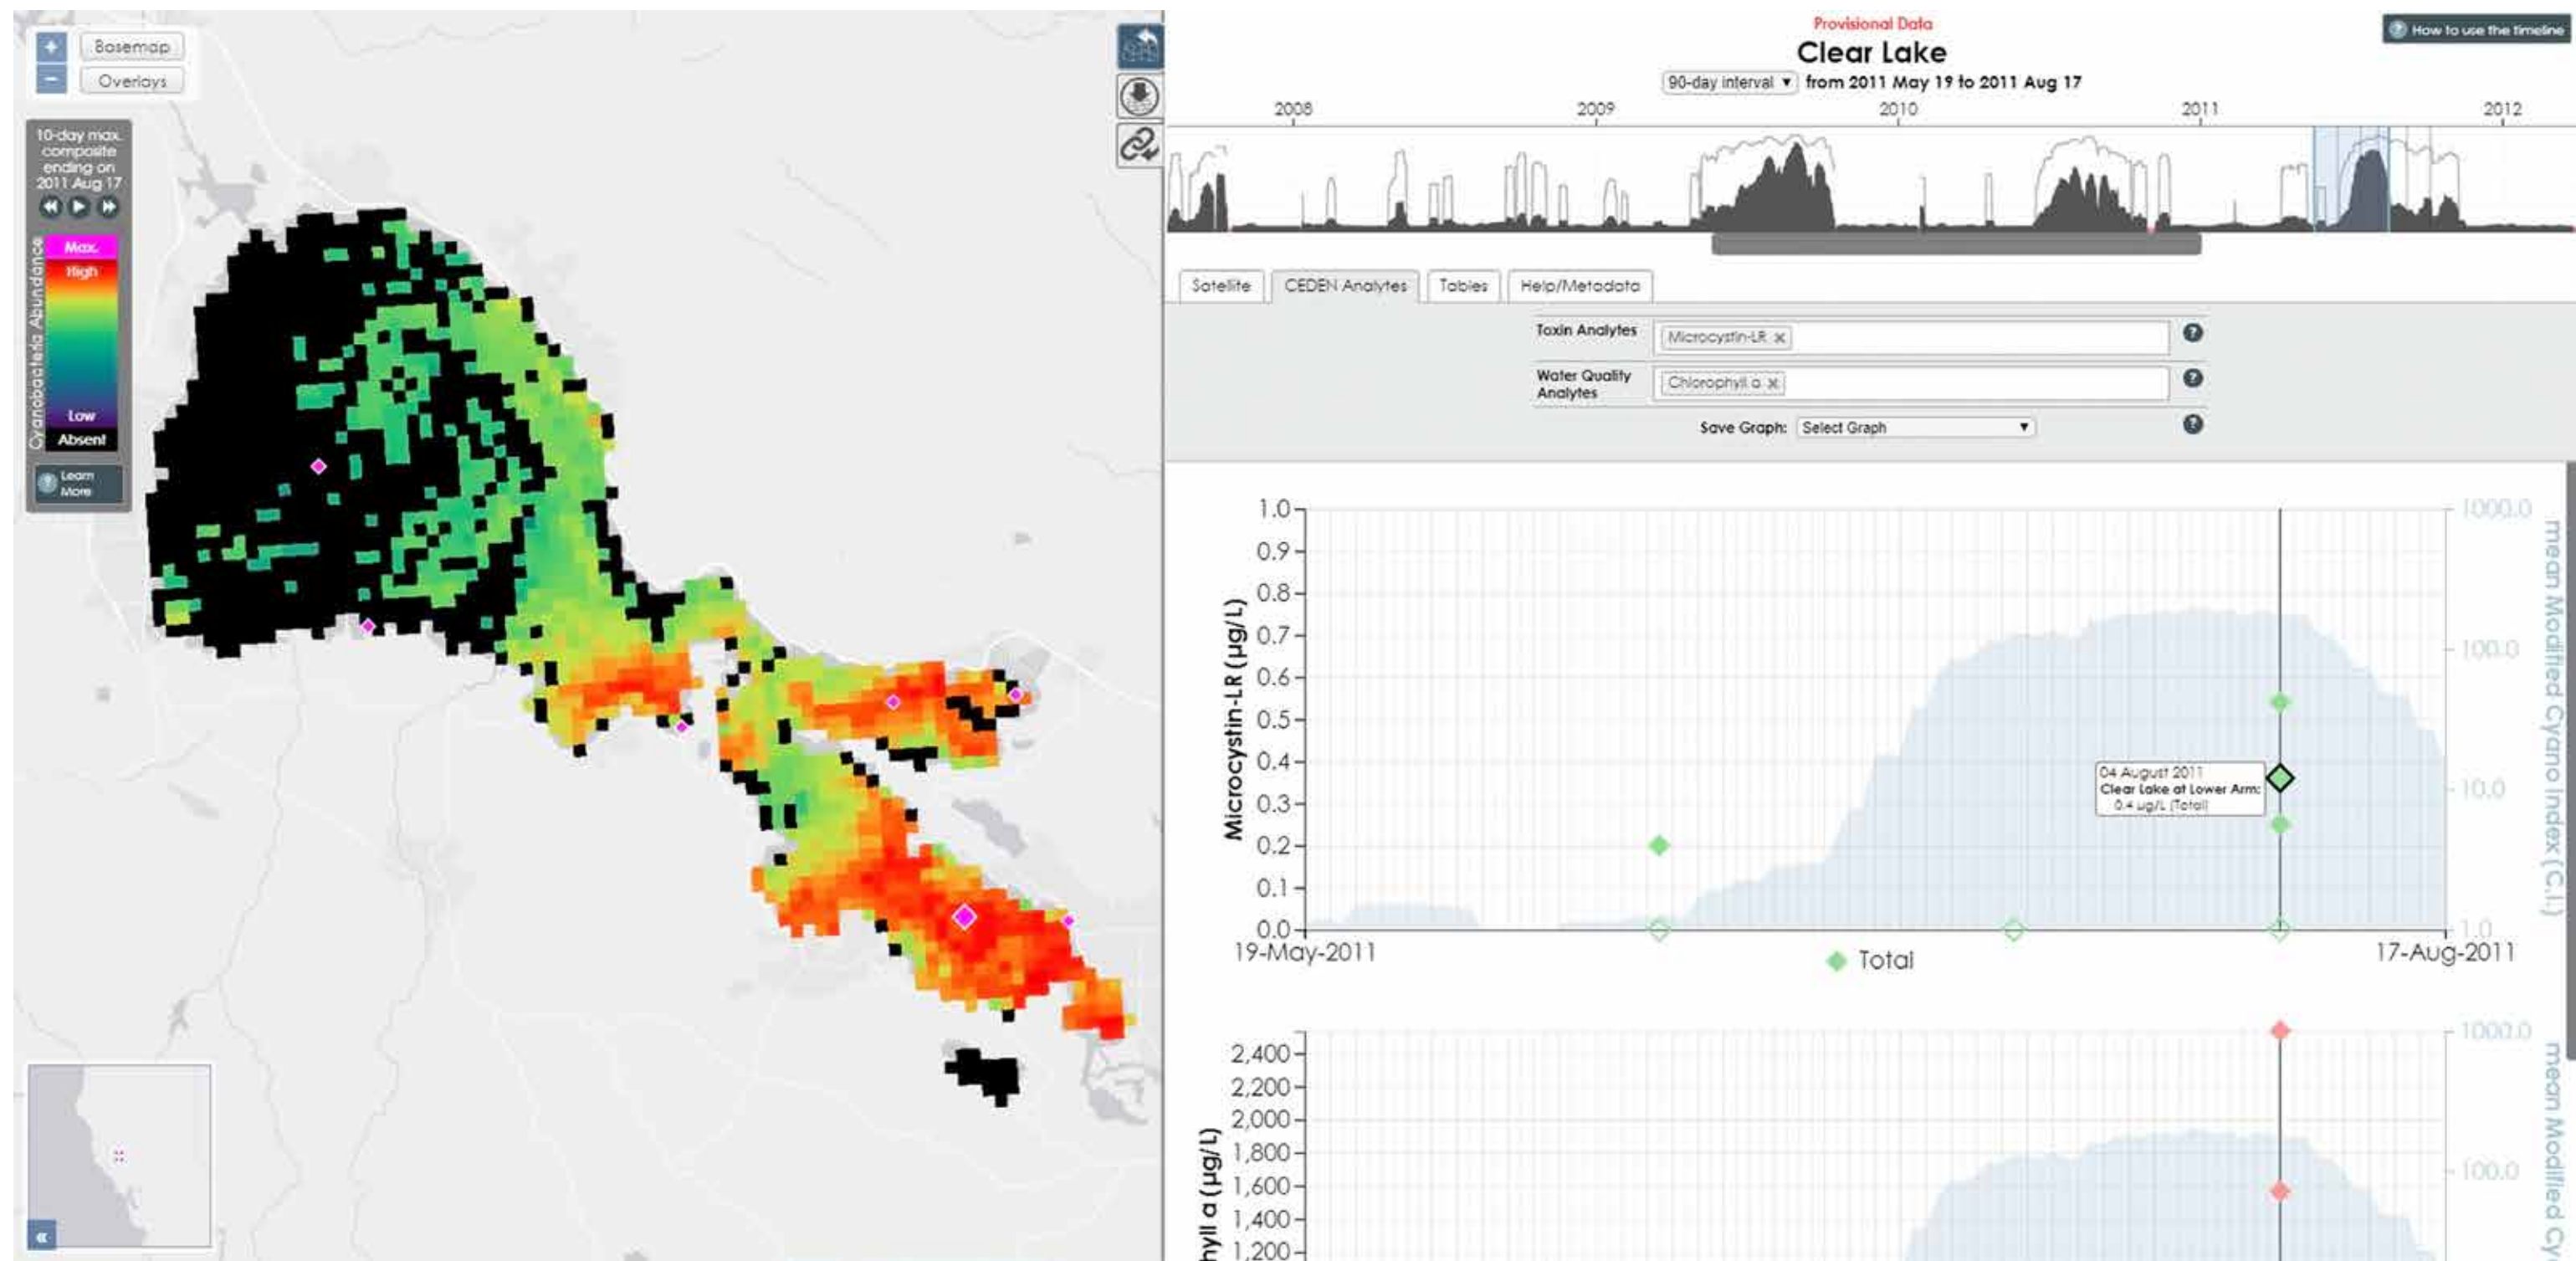 +
Basemap
−
Overlays
10-day max.
composite
ending on
2011 Aug 17
Cyanobacteria Abundance
Max.
High
Low
Absent
?
Learn
More
«
Provisional Data
Clear Lake
? How to use the timeline
90-day interval ▼ from 2011 May 19 to 2011 Aug 17
2008 2009 2010 2011 2012
Satellite CEDEN Analytes Tables Help/Metadata
Toxin Analytes Microcystin-LR × ?
Water Quality
Analytes
Chlorophyll a × ?
Save Graph: Select Graph ▼ ?
Microcystin-LR (µg/L)
1.0
0.9
0.8
0.7
0.6
0.5
0.4
0.3
0.2
0.1
0.0
04 August 2011
Clear Lake at Lower Arm:
0.4 ug/L (Total)
1000.0
100.0
10.0
1.0
mean Modified Cyano Index (C.I.)
19-May-2011
17-Aug-2011
Total
hyll a (µg/L)
2,400
2,200
2,000
1,800
1,600
1,400
1,200
1000.0
100.0
mean Modified Cy